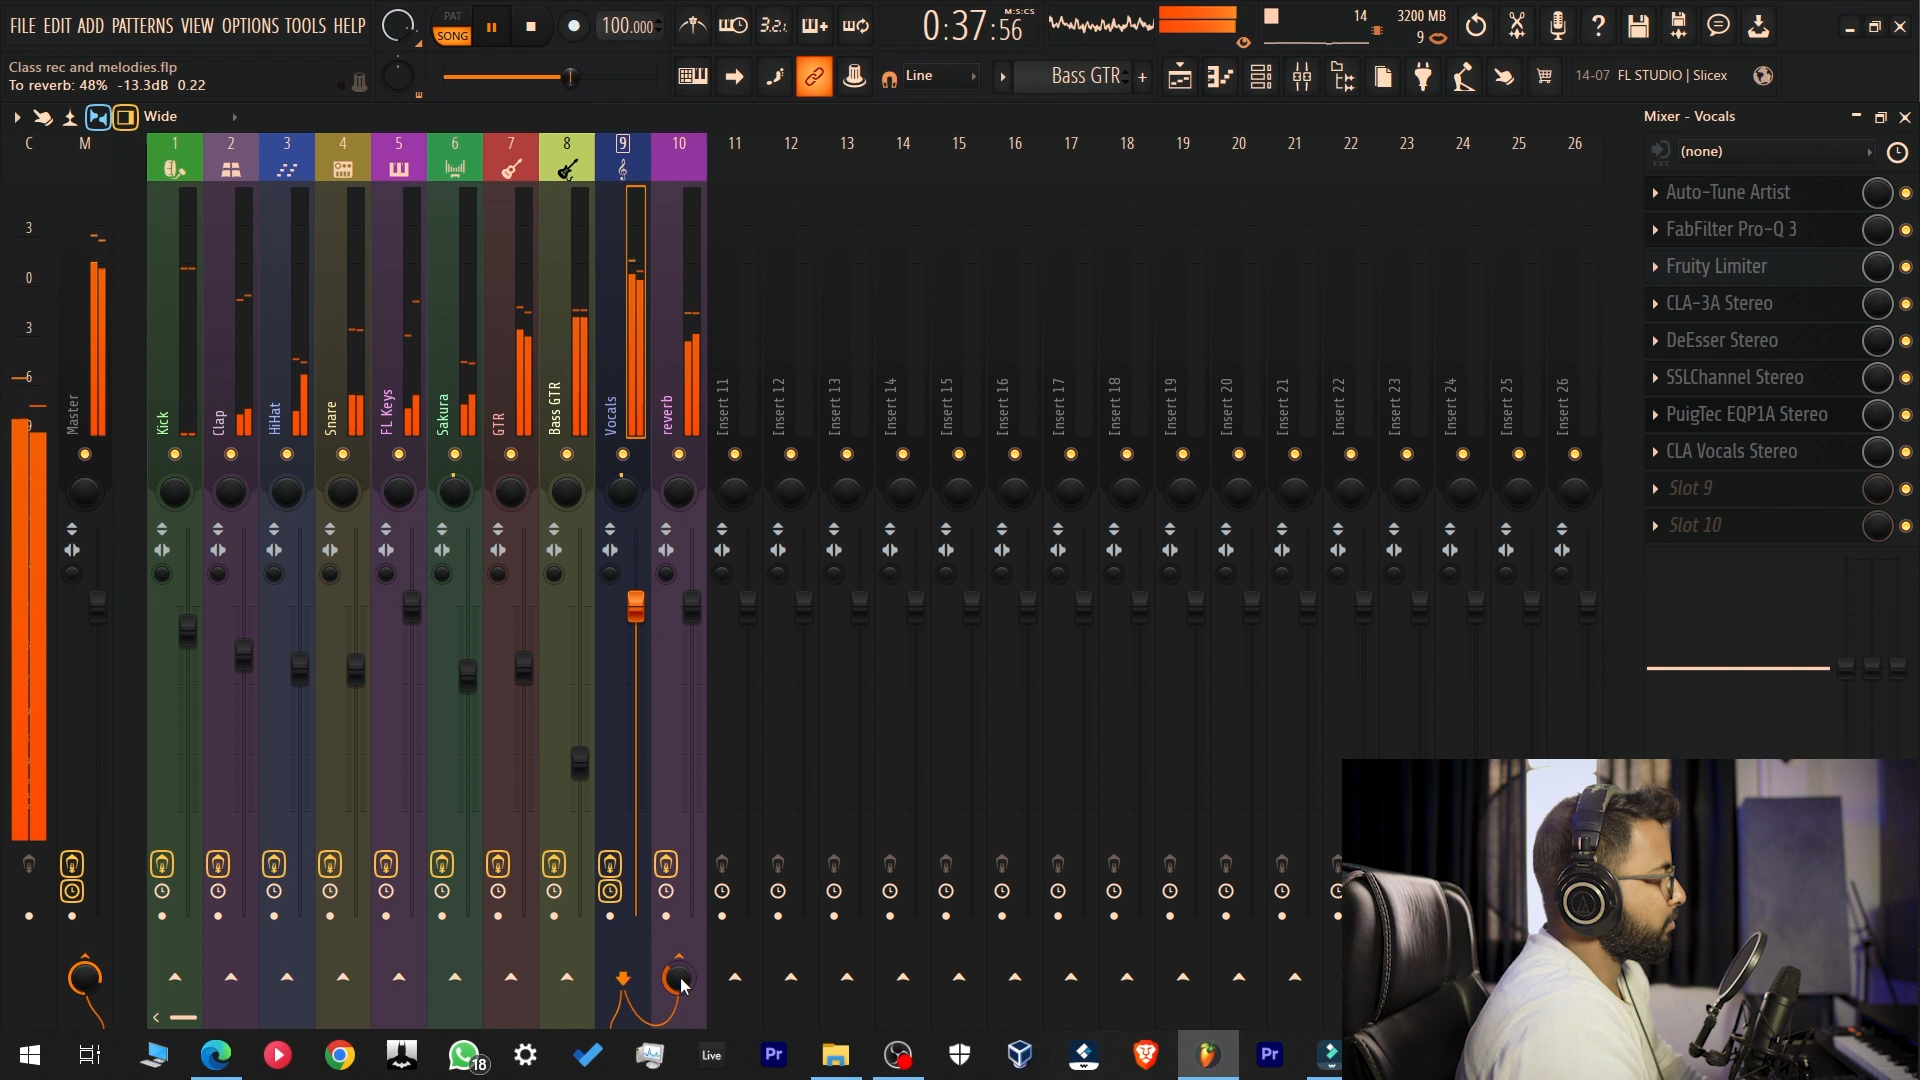 FILE EDIT ADD PATTERNS VIEW OPTIONS TOOLS HELP
PAT
SONG
100.000
3.2.
0:37:56
M:S:CS
14
3200 MB
9
Class rec and melodies.flp
To reverb: 48% -13.3dB 0.22
Line
Bass GTR
14-07 FL STUDIO | Slicex
Wide
Mixer - Vocals
C M 1 2 3 4 5 6 7 8 9 10 11 12 13 14 15 16 17 18 19 20 21 22 23 24 25 26
(none)
Auto-Tune Artist
FabFilter Pro-Q 3
Fruity Limiter
CLA-3A Stereo
DeEsser Stereo
SSLChannel Stereo
PuigTec EQP1A Stereo
CLA Vocals Stereo
Slot 9
Slot 10
3
0
3
6
9
Master
Kick
Clap
HiHat
Snare
FL Keys
Sakura
GTR
Bass GTR
Vocals
reverb
Insert 11
Insert 12
Insert 13
Insert 14
Insert 15
Insert 16
Insert 17
Insert 18
Insert 19
Insert 20
Insert 21
Insert 22
Insert 23
Insert 24
Insert 25
Insert 26
18
Live
Pr
Pr